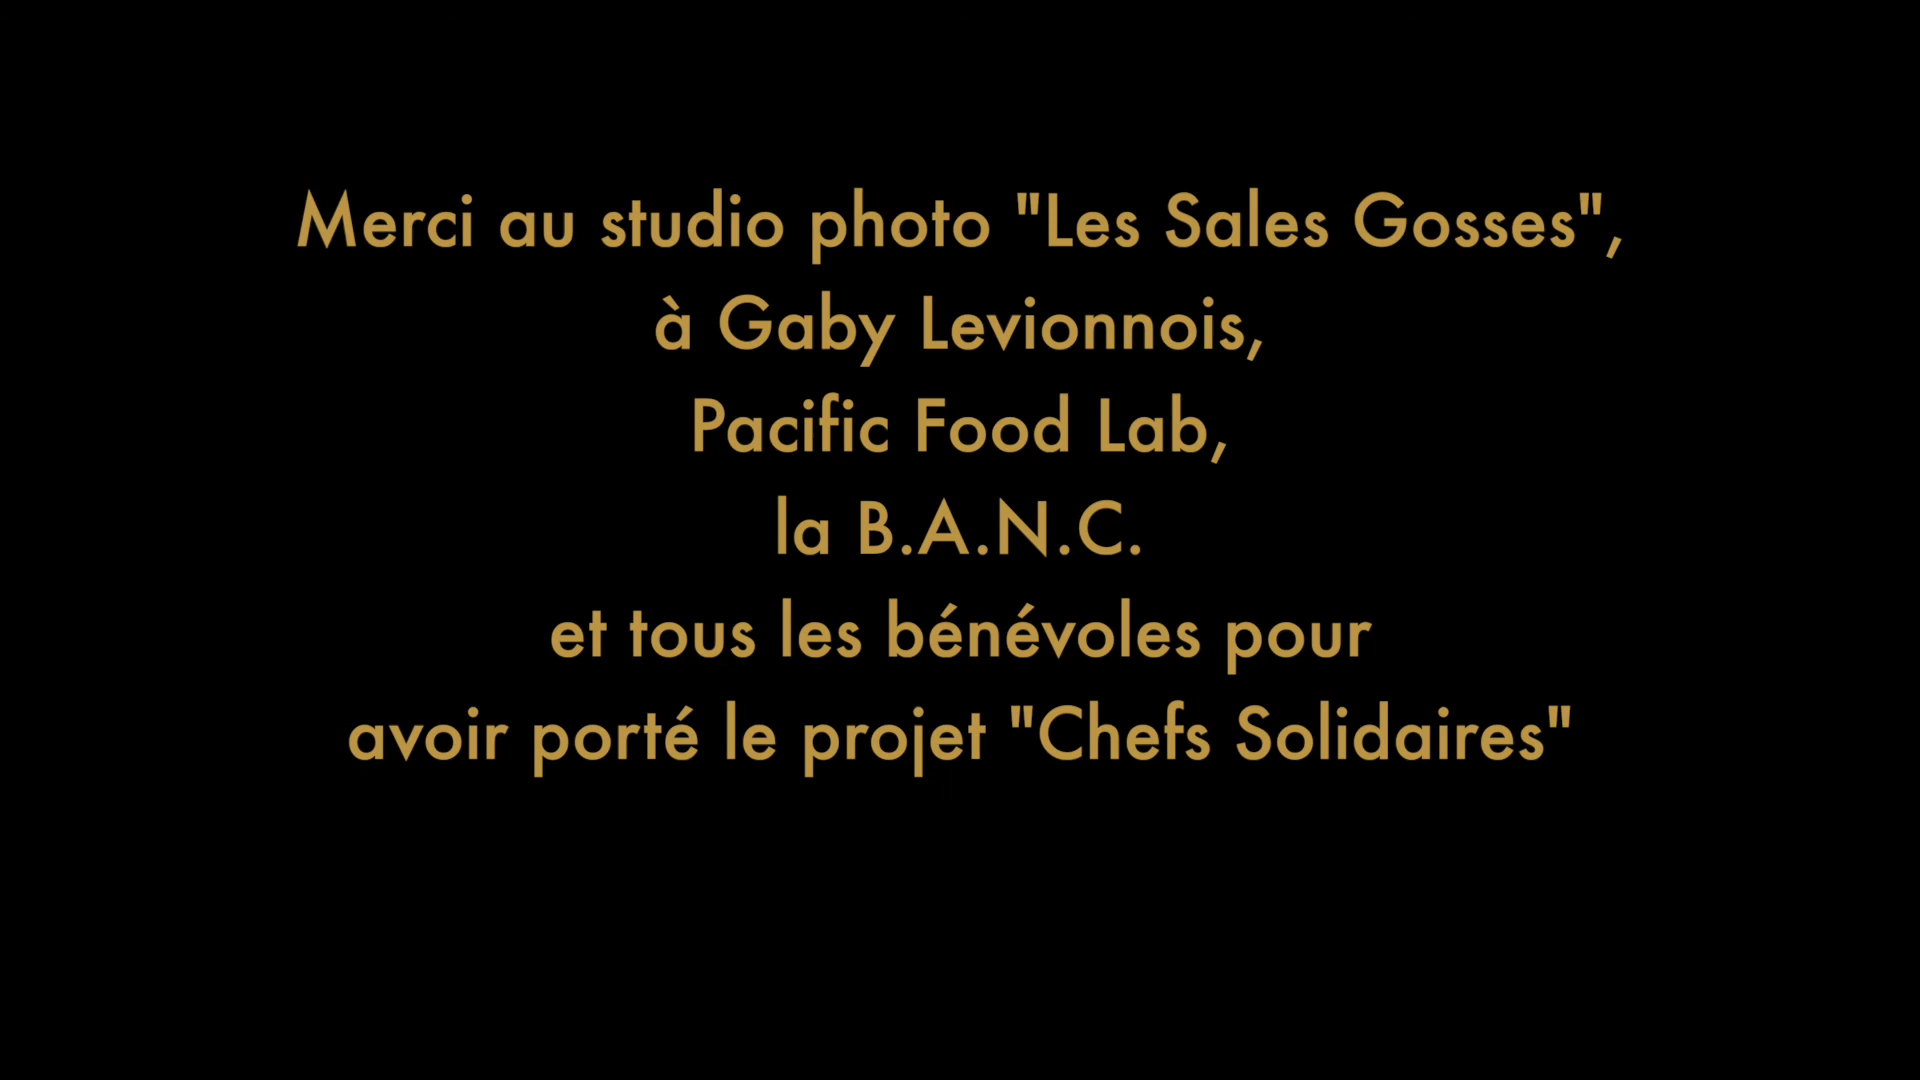 Merci au studio photo "Les Sales Gosses",
à Gaby Levionnois,
Pacific Food Lab,
la B.A.N.C.
et tous les bénévoles pour
avoir porté le projet "Chefs Solidaires"